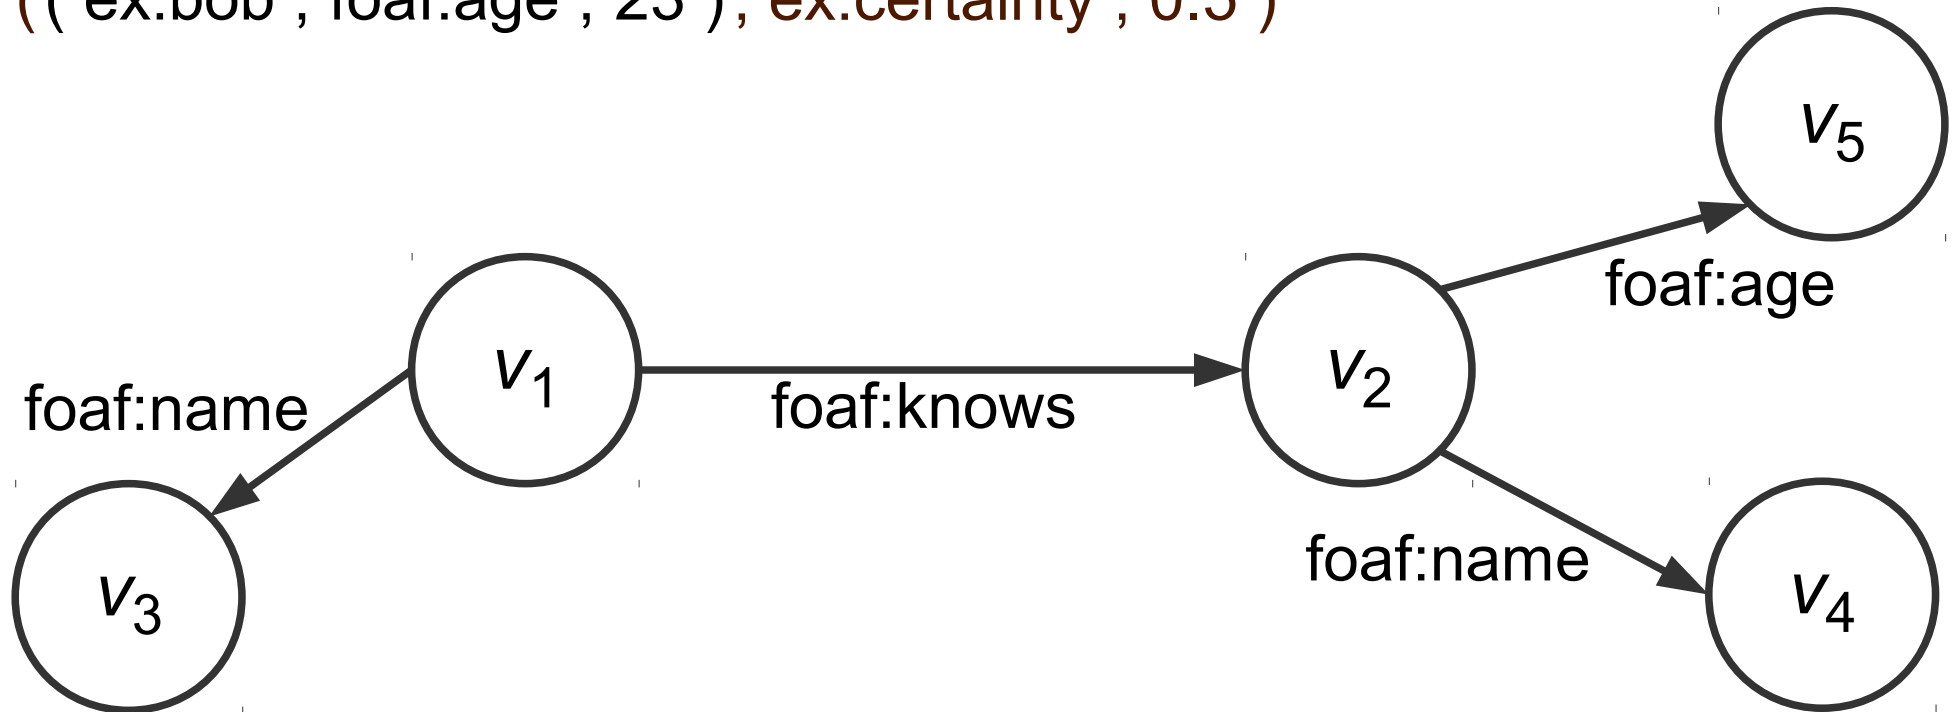 ( ( ex:bob , foaf:age , 23 ) , ex:certainty , 0.5 )
v5
foaf:age
v1
v2
foaf:name
foaf:knows
foaf:name
v3
v4